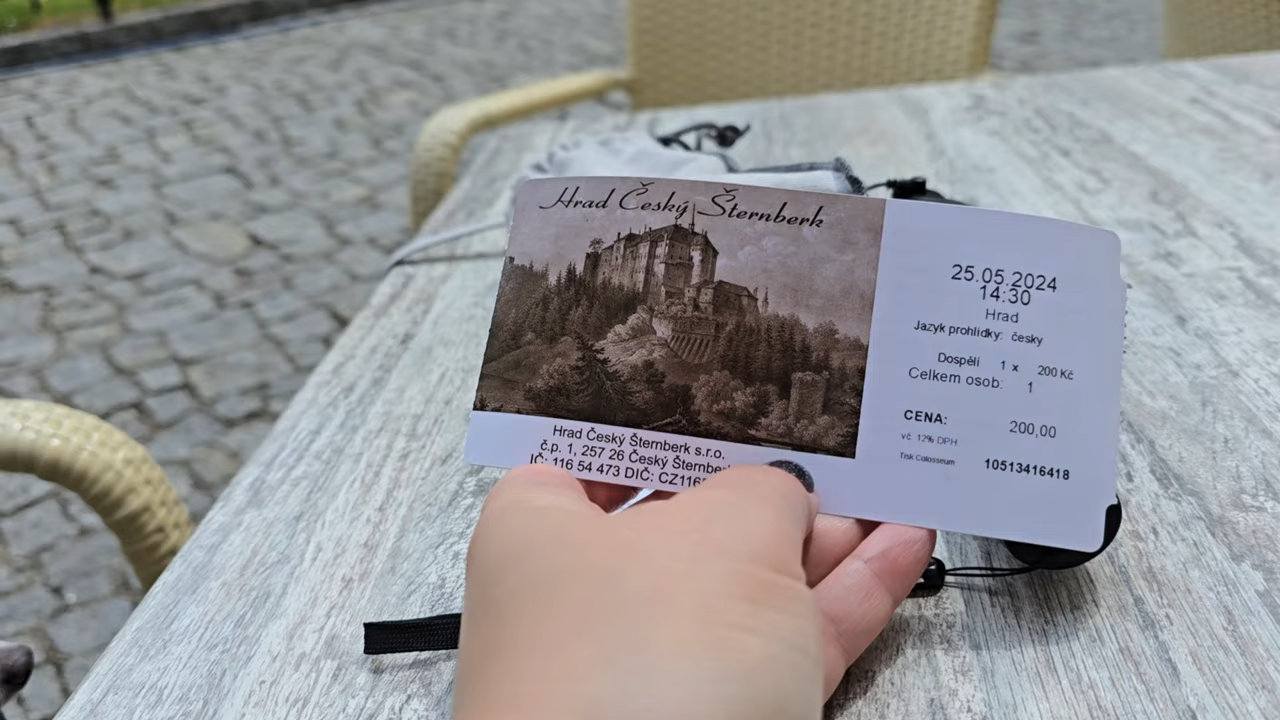 Hrad Český Šternberk
Hrad Český Šternberk s.r.o.
č.p. 1, 257 26 Český
IČ: 116 54 473 DIČ:
25.05.2024
14:30
Hrad
Jazyk prohlídky: česky
Dospělí 1 x 200 Kč
Celkem osob: 1
CENA: 200,00
vč. 12% DPH
Tisk Colosseum 10513416418